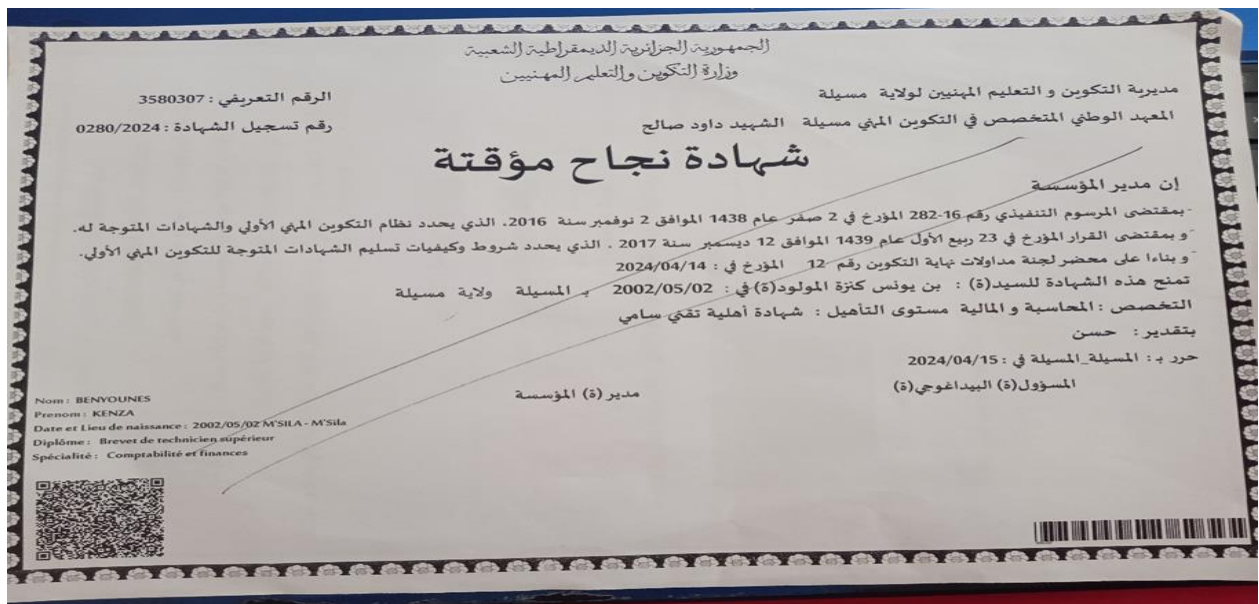 الجمهورية الجزائرية الديمقراطية الشعبية
وزارة التكوين والتعليم المهنيين
مديرية التكوين و التعليم المهنيين لولاية مسيلة
الرقم التعريفي : 3580307
المعهد الوطني المتخصص في التكوين المهني مسيلة الشهيد داود صالح
رقم تسجيل الشهادة : 0280/2024
شهادة نجاح مؤقتة
إن مدير المؤسسة
-بمقتضى المرسوم التنفيذي رقم 16-282 المؤرخ في 2 صفر عام 1438 الموافق 2 نوفمبر سنة 2016، الذي يحدد نظام التكوين المهني الأولي والشهادات المتوجة له.
-و بمقتضى القرار المؤرخ في 23 ربيع الأول عام 1439 الموافق 12 ديسمبر سنة 2017 ، الذي يحدد شروط وكيفيات تسليم الشهادات المتوجة للتكوين المهني الأولي.
-و بناءا على محضر لجنة مداولات نهاية التكوين رقم 12 المؤرخ في : 2024/04/14
تمنح هذه الشهادة للسيد(ة) : بن يونس كنزة المولود(ة) في : 2002/05/02 بـ المسيلة ولاية مسيلة
التخصص : المحاسبة و المالية مستوى التأهيل : شهادة أهلية تقني سامي
بتقدير : حسن
حرر بـ : المسيلة_المسيلة في : 2024/04/15
المسؤول(ة) البيداغوجي(ة)
مدير (ة) المؤسسة
Nom : BENYOUNES
Prenom : KENZA
Date et Lieu de naissance : 2002/05/02 M'SILA - M'Sila
Diplôme : Brevet de technicien supérieur
Spécialité : Comptabilité et finances